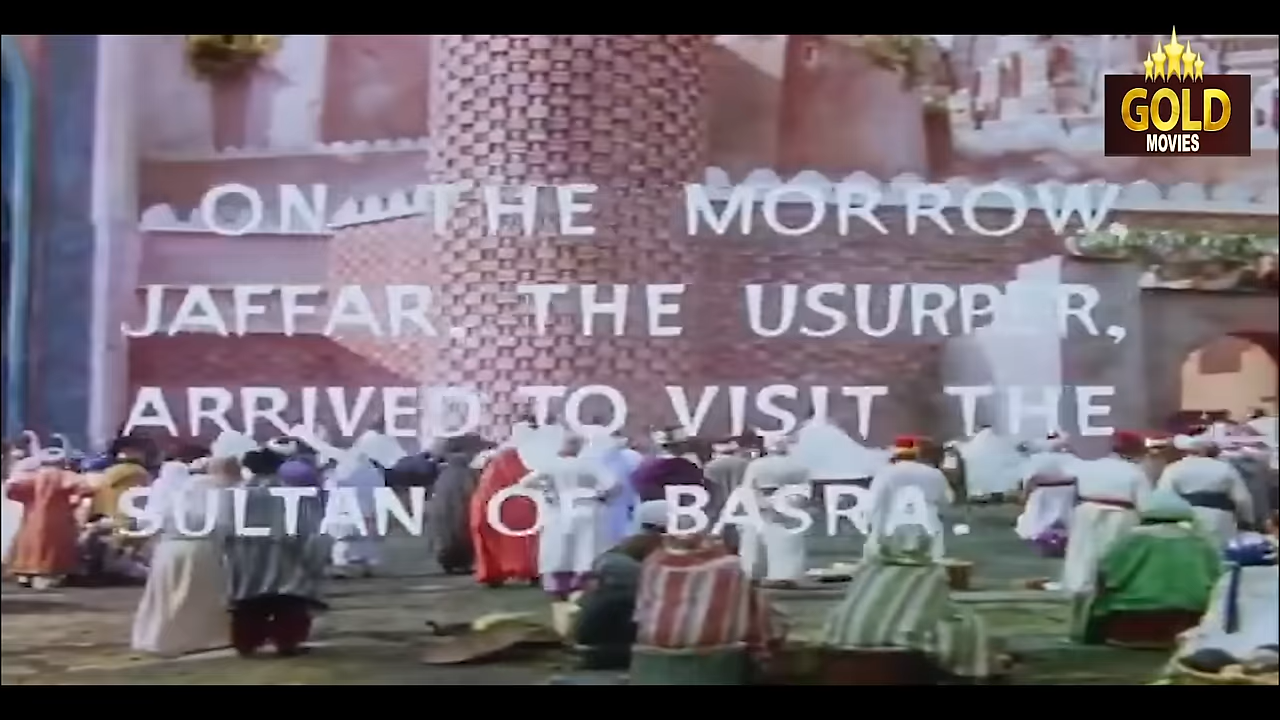 GOLD
MOVIES
ON THE MORROW,
JAFFAR, THE USURPER,
ARRIVED TO VISIT THE
SULTAN OF BASRA.